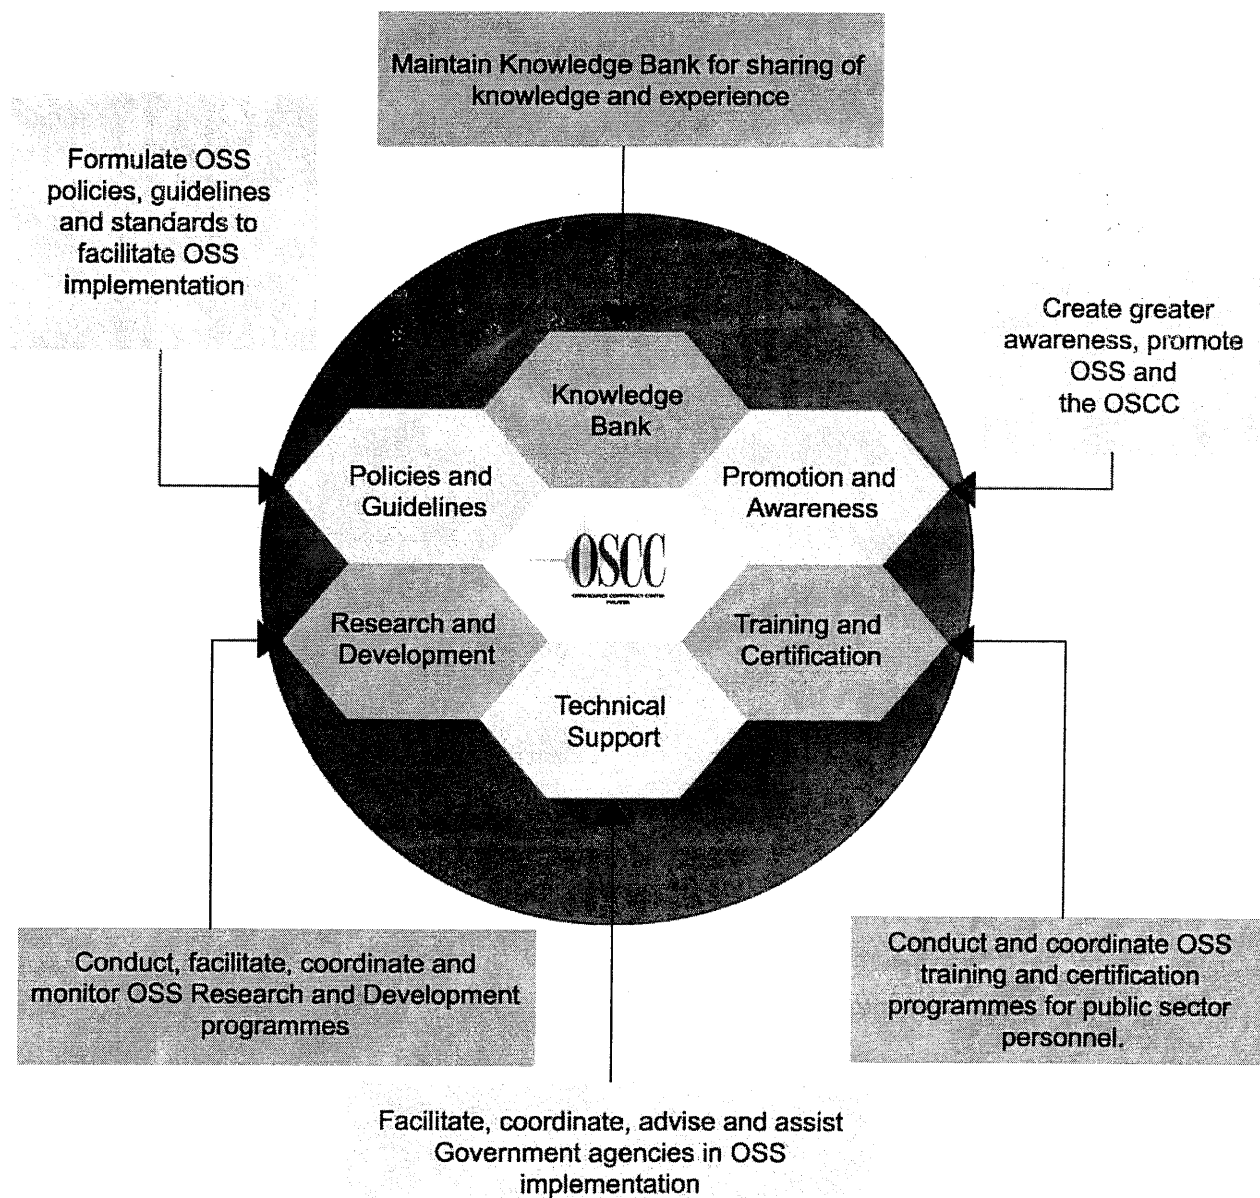 Maintain Knowledge Bank for sharing of
knowledge and experience
Formulate OSS
policies, guidelines
and standards to
facilitate OSS
implementation
Create greater
awareness, promote
OSS and
the OSCC
Knowledge
Bank
Policies and
Guidelines
Promotion and
Awareness
OSCC
Research and
Development
Training and
Certification
Technical
Support
Conduct, facilitate, coordinate and
monitor OSS Research and Development
programmes
Conduct and coordinate OSS
training and certification
programmes for public sector
personnel.
Facilitate, coordinate, advise and assist
Government agencies in OSS
implementation